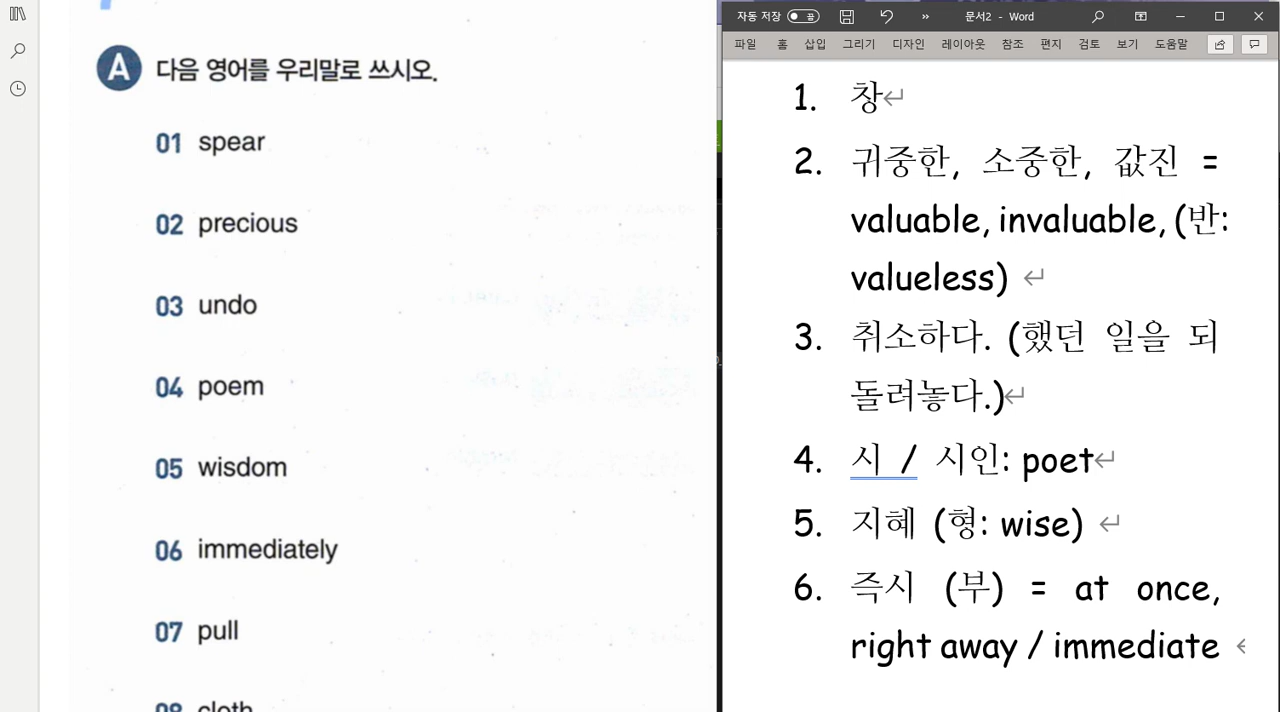 A 다음 영어를 우리말로 쓰시오.
01 spear
02 precious
03 undo
04 poem
05 wisdom
06 immediately
07 pull
08 cloth
자동 저장 끔 문서2 - Word
파일 홈 삽입 그리기 디자인 레이아웃 참조 편지 검토 보기 도움말
1. 창
2. 귀중한, 소중한, 값진 =
valuable, invaluable, (반:
valueless)
3. 취소하다. (했던 일을 되
돌려놓다.)
4. 시 / 시인: poet
5. 지혜 (형: wise)
6. 즉시 (부) = at once,
right away / immediate